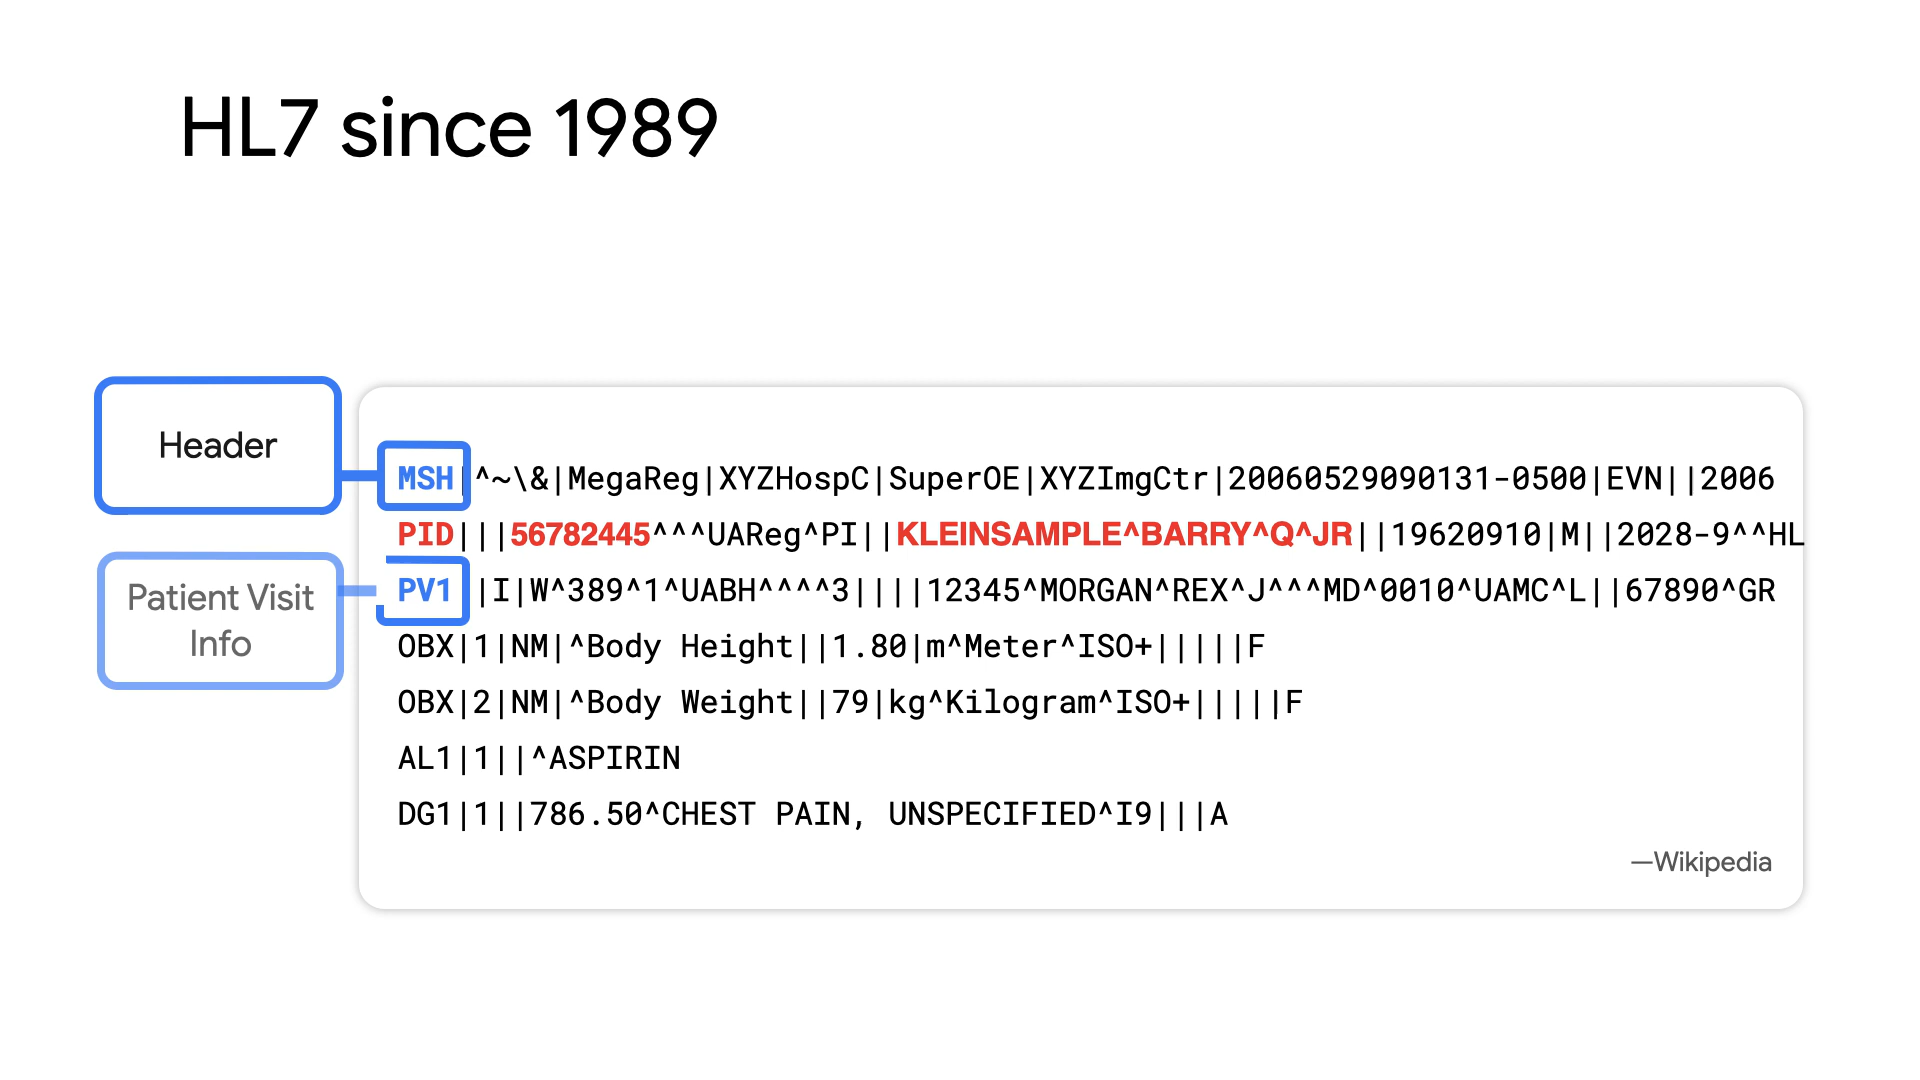 HL7 since 1989
Header
MSH|^~\&|MegaReg|XYZHospC|SuperOE|XYZImgCtr|20060529090131-0500|EVN||2006
PID|||56782445^^^UAReg^PI||KLEINSAMPLE^BARRY^Q^JR||19620910|M||2028-9^^HL
Patient Visit
Info
PV1||I|W^389^1^UABH^^^^3||||12345^MORGAN^REX^J^^^MD^0010^UAMC^L||67890^GR
OBX|1|NM|^Body Height||1.80|m^Meter^ISO+|||||F
OBX|2|NM|^Body Weight||79|kg^Kilogram^ISO+|||||F
AL1|1||^ASPIRIN
DG1|1||786.50^CHEST PAIN, UNSPECIFIED^I9|||A
—Wikipedia